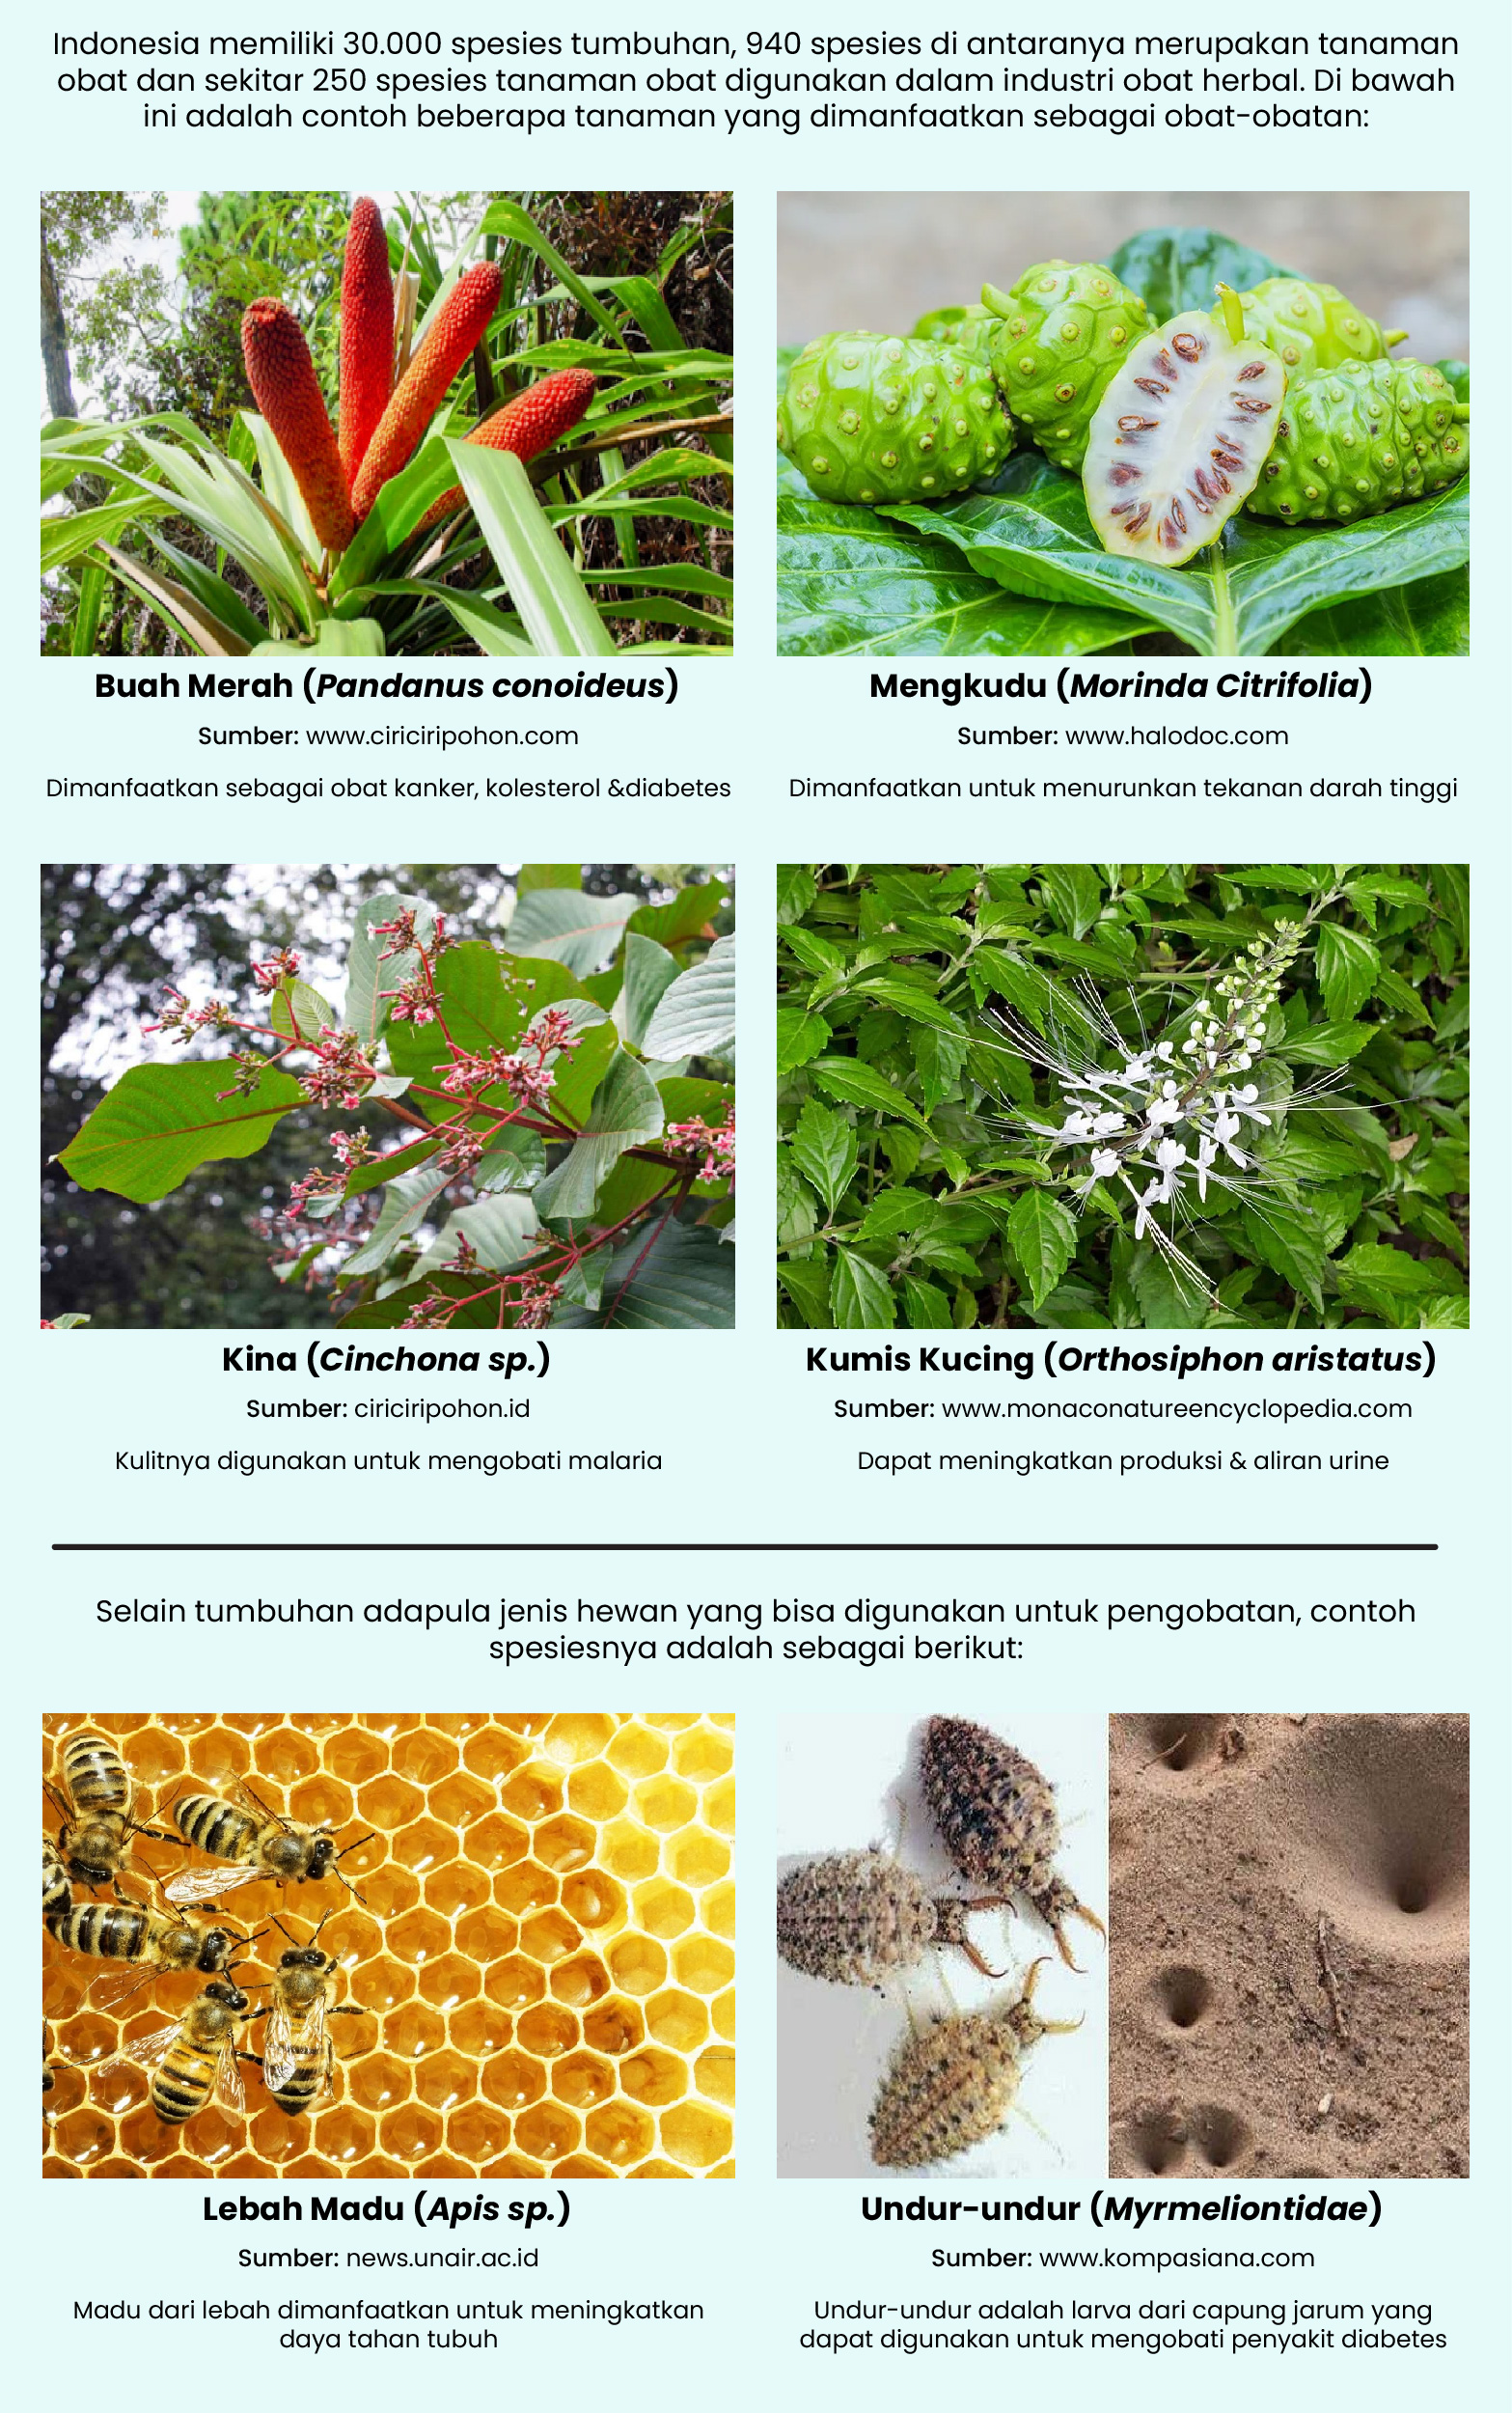 Indonesia memiliki 30.000 spesies tumbuhan, 940 spesies di antaranya merupakan tanaman
obat dan sekitar 250 spesies tanaman obat digunakan dalam industri obat herbal. Di bawah
ini adalah contoh beberapa tanaman yang dimanfaatkan sebagai obat-obatan:
Buah Merah (Pandanus conoideus)
Sumber: www.ciriciripohon.com
Dimanfaatkan sebagai obat kanker, kolesterol &diabetes
Mengkudu (Morinda Citrifolia)
Sumber: www.halodoc.com
Dimanfaatkan untuk menurunkan tekanan darah tinggi
Kina (Cinchona sp.)
Sumber: ciriciripohon.id
Kulitnya digunakan untuk mengobati malaria
Kumis Kucing (Orthosiphon aristatus)
Sumber: www.monaconatureencyclopedia.com
Dapat meningkatkan produksi & aliran urine
Selain tumbuhan adapula jenis hewan yang bisa digunakan untuk pengobatan, contoh
spesiesnya adalah sebagai berikut:
Lebah Madu (Apis sp.)
Sumber: news.unair.ac.id
Madu dari lebah dimanfaatkan untuk meningkatkan
daya tahan tubuh
Undur-undur (Myrmeliontidae)
Sumber: www.kompasiana.com
Undur-undur adalah larva dari capung jarum yang
dapat digunakan untuk mengobati penyakit diabetes